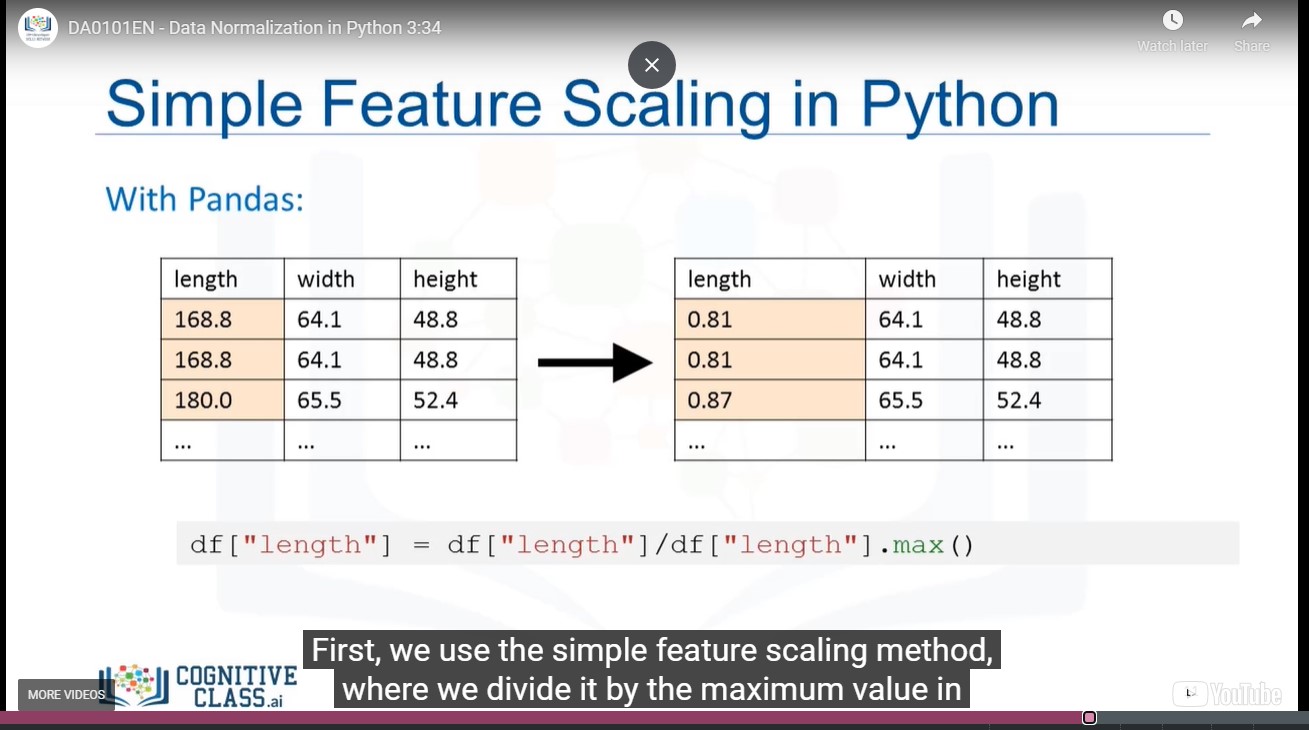 DA0101EN - Data Normalization in Python 3:34
Watch later
Share
Simple Feature Scaling in Python
With Pandas:
length width height
168.8 64.1 48.8
168.8 64.1 48.8
180.0 65.5 52.4
... ... ...
length width height
0.81 64.1 48.8
0.81 64.1 48.8
0.87 65.5 52.4
... ... ...
df["length"] = df["length"]/df["length"].max()
First, we use the simple feature scaling method,
where we divide it by the maximum value in
MORE VIDEOS
COGNITIVE
CLASS.ai
YouTube